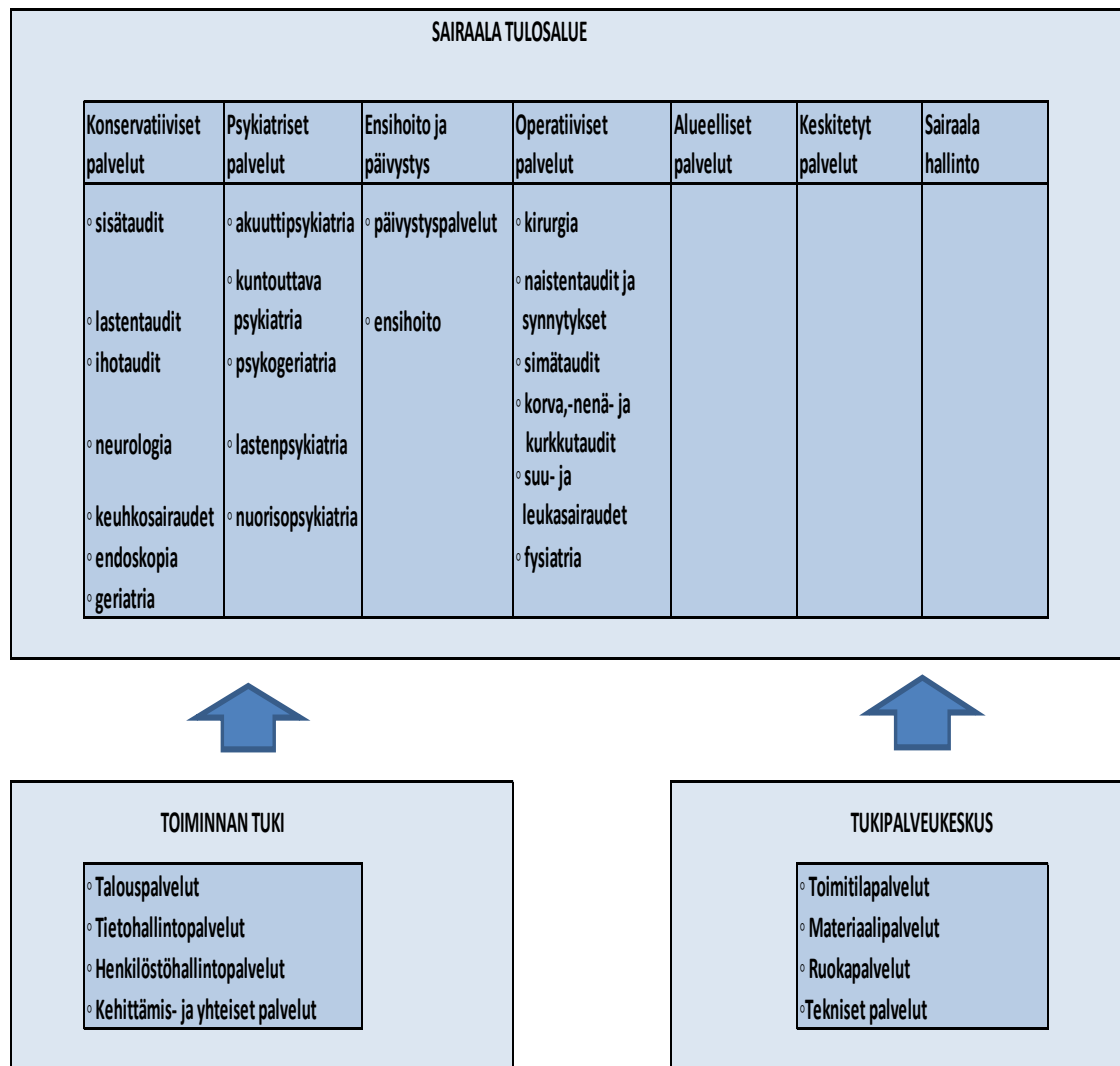 SAIRAALA TULOSALUE
Konservatiiviset
palvelut
◦ sisätaudit
◦ lastentaudit
◦ ihotaudit
◦ neurologia
◦ keuhkosairaudet
◦ endoskopia
◦ geriatria
Psykiatriset
palvelut
◦ akuuttipsykiatria
◦ kuntouttava
psykiatria
◦ psykogeriatria
◦ lastenpsykiatria
◦ nuorisopsykiatria
Ensihoito ja
päivystys
◦ päivystyspalvelut
◦ ensihoito
Operatiiviset
palvelut
◦ kirurgia
◦ naistentaudit ja
synnytykset
◦ simätaudit
◦ korva,-nenä- ja
kurkkutaudit
◦ suu- ja
leukasairaudet
◦ fysiatria
Alueelliset
palvelut
Keskitetyt
palvelut
Sairaala
hallinto
TOIMINNAN TUKI
◦ Talouspalvelut
◦ Tietohallintopalvelut
◦ Henkilöstöhallintopalvelut
◦ Kehittämis- ja yhteiset palvelut
TUKIPALVEUKESKUS
◦ Toimitilapalvelut
◦ Materiaalipalvelut
◦ Ruokapalvelut
◦Tekniset palvelut